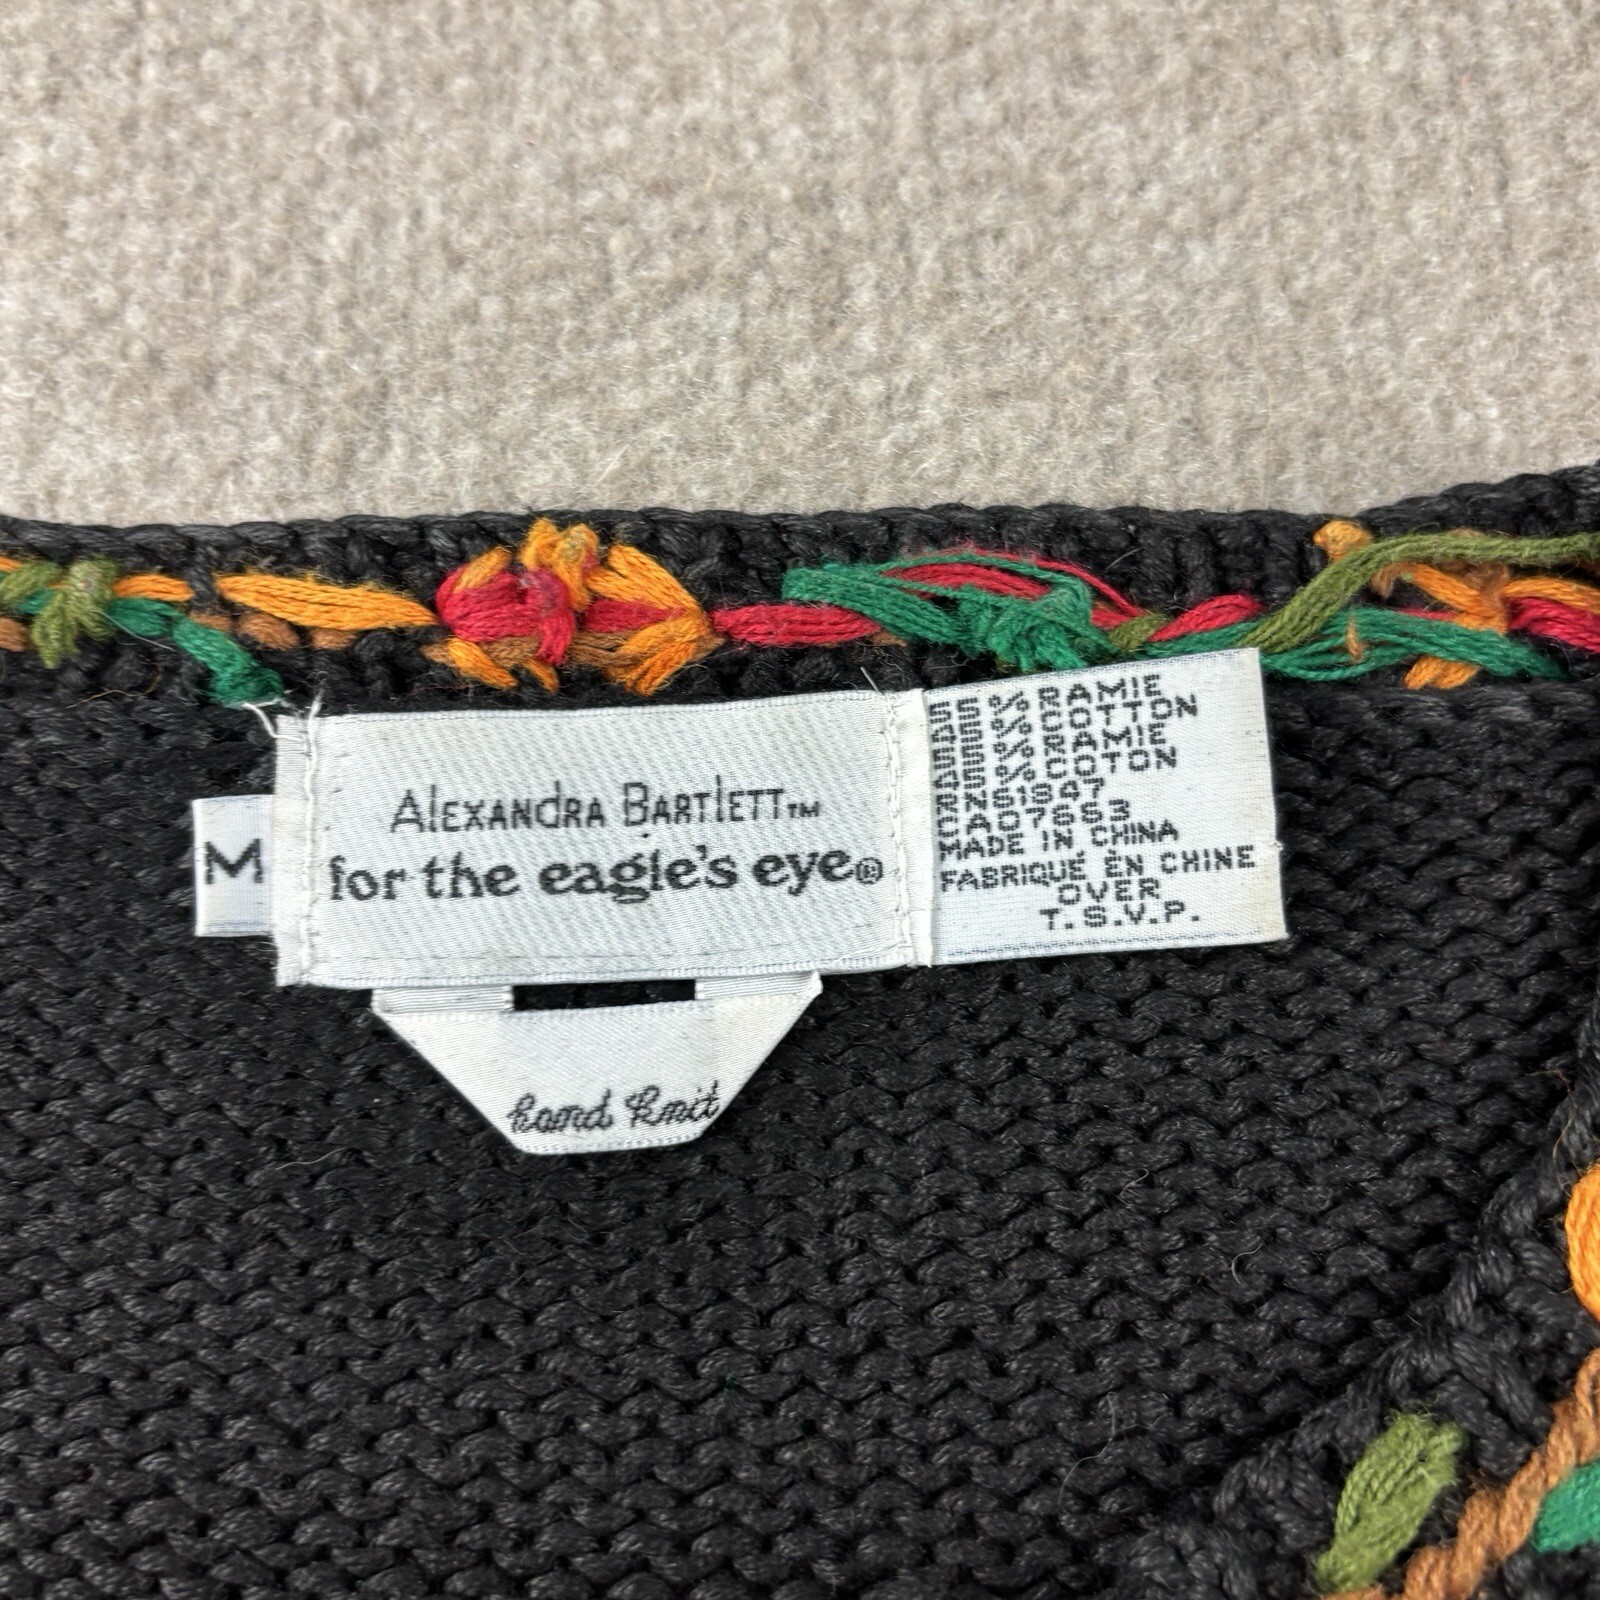 M
Alexandra Bartlett™
for the eagle's eye®
hand knit
55% RAMIE
45% COTTON
55% RAMIE
45% COTON
RN61947
CA07663
MADE IN CHINA
FABRIQUÉ EN CHINE
OVER
T.S.V.P.